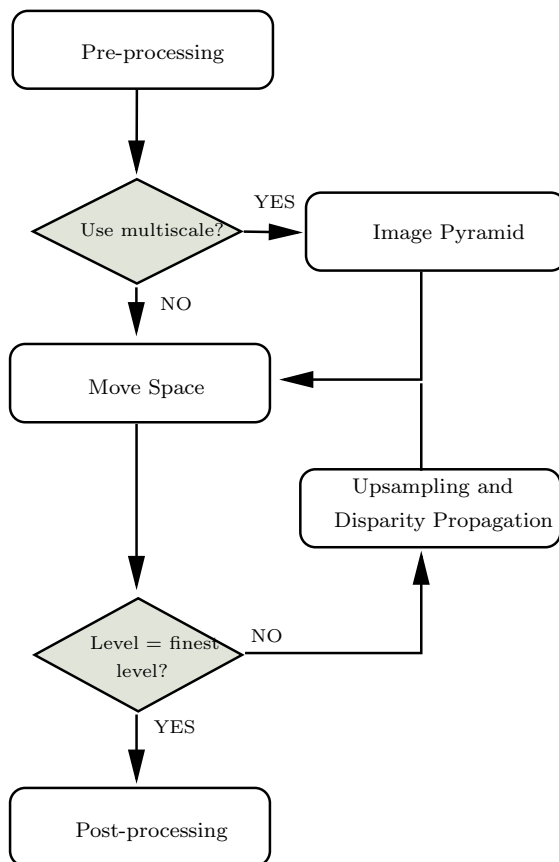 Pre-processing
YES
Use multiscale?
Image Pyramid
NO
Move Space
Upsampling and
Disparity Propagation
NO
Level = finest
level?
YES
Post-processing